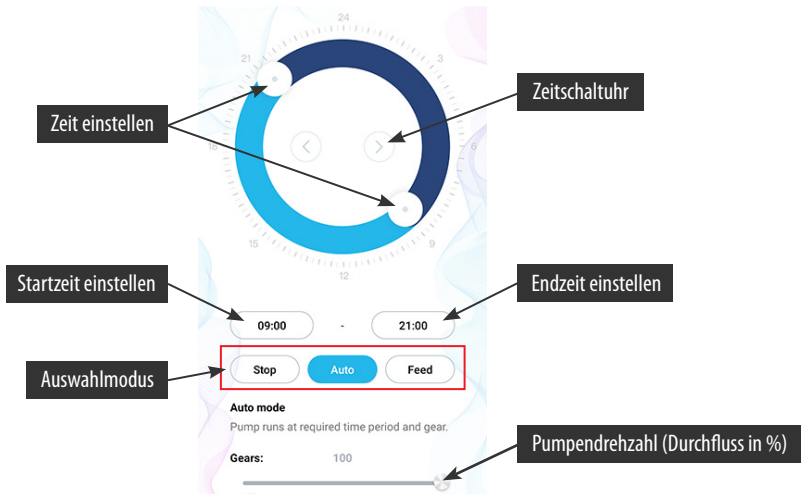 24
21
3
Zeitschaltuhr
Zeit einstellen
18
6
15
9
12
Startzeit einstellen
Endzeit einstellen
09:00 - 21:00
Auswahlmodus
Stop Auto Feed
Auto mode
Pump runs at required time period and gear.
Pumpendrehzahl (Durchfluss in %)
Gears: 100